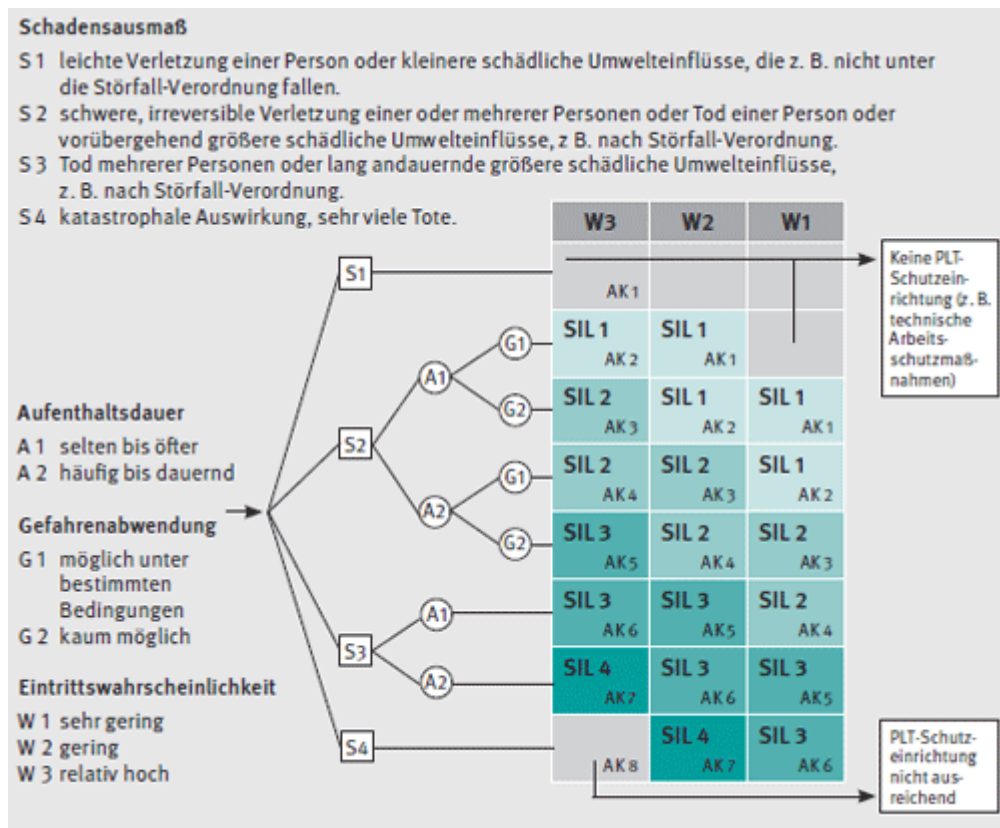 Schadensausmaß
S 1 leichte Verletzung einer Person oder kleinere schädliche Umwelteinflüsse, die z. B. nicht unter
die Störfall-Verordnung fallen.
S 2 schwere, irreversible Verletzung einer oder mehrerer Personen oder Tod einer Person oder
vorübergehend größere schädliche Umwelteinflüsse, z B. nach Störfall-Verordnung.
S 3 Tod mehrerer Personen oder lang andauernde größere schädliche Umwelteinflüsse,
z. B. nach Störfall-Verordnung.
S 4 katastrophale Auswirkung, sehr viele Tote.
W3 W2 W1
S1
AK 1
Keine PLT-
Schutzein-
richtung (z. B.
technische
Arbeits-
schutzmaß-
nahmen)
G1 SIL 1 SIL 1
AK 2 AK 1
A1
G2 SIL 2 SIL 1 SIL 1
AK 3 AK 2 AK 1
S2
G1 SIL 2 SIL 2 SIL 1
AK 4 AK 3 AK 2
A2
G2 SIL 3 SIL 2 SIL 2
AK 5 AK 4 AK 3
A1 SIL 3 SIL 3 SIL 2
AK 6 AK 5 AK 4
S3
A2 SIL 4 SIL 3 SIL 3
AK 7 AK 6 AK 5
S4 SIL 4 SIL 3
AK 8 AK 7 AK 6
PLT-Schutz-
einrichtung
nicht aus-
reichend
Aufenthaltsdauer
A 1 selten bis öfter
A 2 häufig bis dauernd
Gefahrenabwendung
G 1 möglich unter
bestimmten
Bedingungen
G 2 kaum möglich
Eintrittswahrscheinlichkeit
W 1 sehr gering
W 2 gering
W 3 relativ hoch